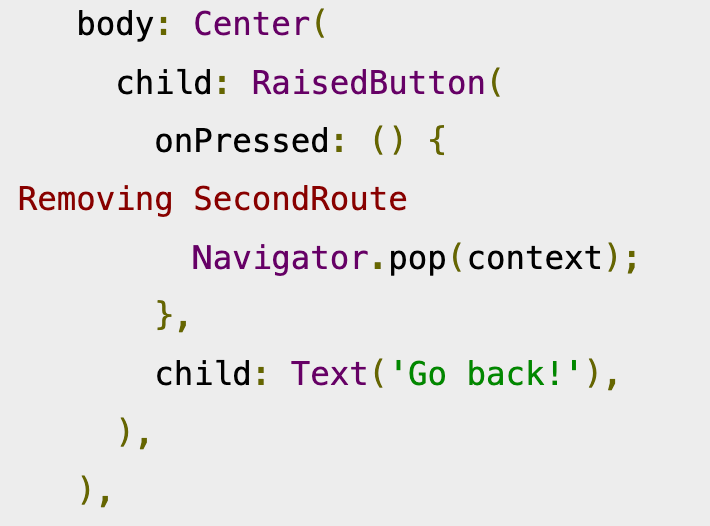 body: Center(
child: RaisedButton(
onPressed: () {
Removing SecondRoute
Navigator.pop(context);
},
child: Text('Go back!'),
),
),